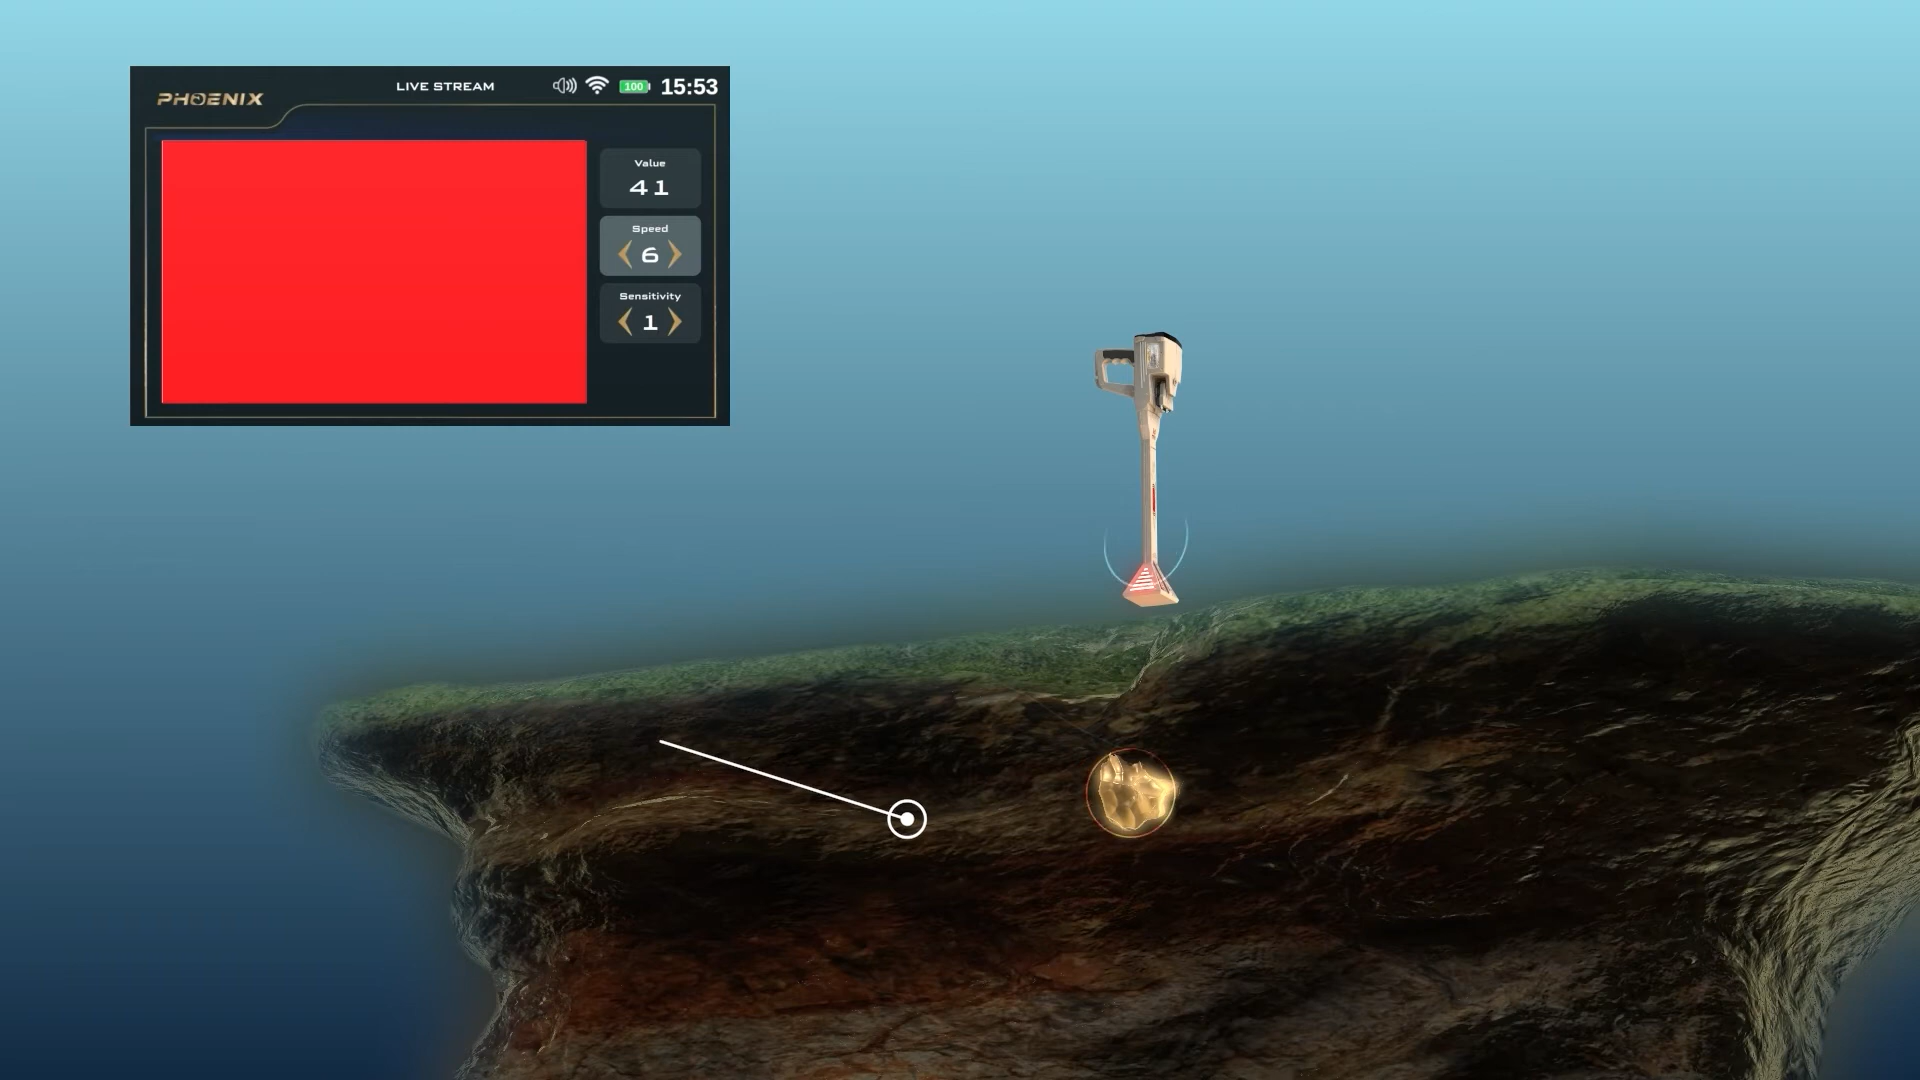 PHOENIX
LIVE STREAM
100
15:53
Value
41
Speed
6
Sensitivity
1